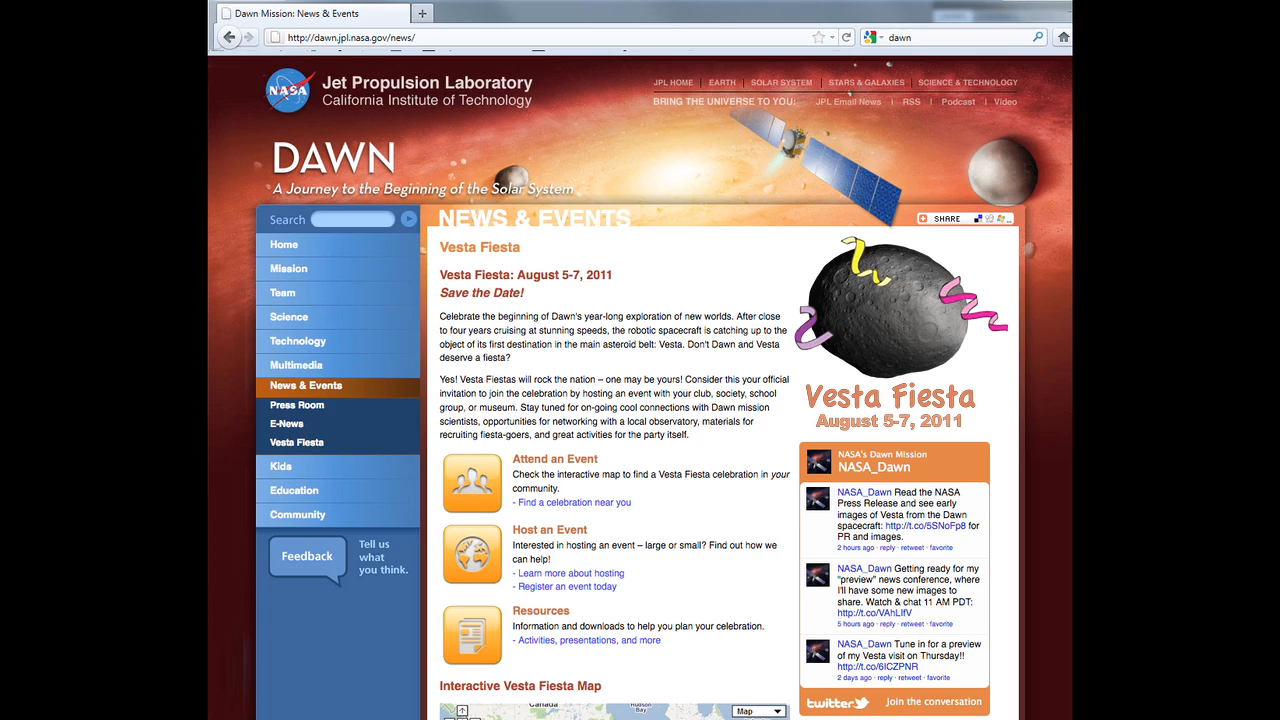 Dawn Mission: News & Events
http://dawn.jpl.nasa.gov/news/
dawn
NASA
Jet Propulsion Laboratory
California Institute of Technology
JPL HOME | EARTH | SOLAR SYSTEM | STARS & GALAXIES | SCIENCE & TECHNOLOGY
BRING THE UNIVERSE TO YOU: JPL Email News | RSS | Podcast | Video
DAWN
A Journey to the Beginning of the Solar System
Search
Home
Mission
Team
Science
Technology
Multimedia
News & Events
Press Room
E-News
Vesta Fiesta
Kids
Education
Community
Feedback
Tell us
what
you think.
NEWS & EVENTS
SHARE
Vesta Fiesta
Vesta Fiesta: August 5-7, 2011
Save the Date!
Celebrate the beginning of Dawn's year-long exploration of new worlds. After close
to four years cruising at stunning speeds, the robotic spacecraft is catching up to the
object of its first destination in the main asteroid belt: Vesta. Don't Dawn and Vesta
deserve a fiesta?
Yes! Vesta Fiestas will rock the nation – one may be yours! Consider this your official
invitation to join the celebration by hosting an event with your club, society, school
group, or museum. Stay tuned for on-going cool connections with Dawn mission
scientists, opportunities for networking with a local observatory, materials for
recruiting fiesta-goers, and great activities for the party itself.
Attend an Event
Check the interactive map to find a Vesta Fiesta celebration in your
community.
- Find a celebration near you
Host an Event
Interested in hosting an event – large or small? Find out how we
can help!
- Learn more about hosting
- Register an event today
Resources
Information and downloads to help you plan your celebration.
- Activities, presentations, and more
Interactive Vesta Fiesta Map
Canada
Hudson
Bay
Map
Vesta Fiesta
August 5-7, 2011
NASA's Dawn Mission
NASA_Dawn
NASA_Dawn Read the NASA
Press Release and see early
images of Vesta from the Dawn
spacecraft: http://t.co/5SNoFp8 for
PR and images.
2 hours ago · reply · retweet · favorite
NASA_Dawn Getting ready for my
"preview" news conference, where
I'll have some new images to
share. Watch & chat 11 AM PDT:
http://t.co/VAhLIfV
5 hours ago · reply · retweet · favorite
NASA_Dawn Tune in for a preview
of my Vesta visit on Thursday!!
http://t.co/6lCZPNR
2 days ago · reply · retweet · favorite
twitter
Join the conversation